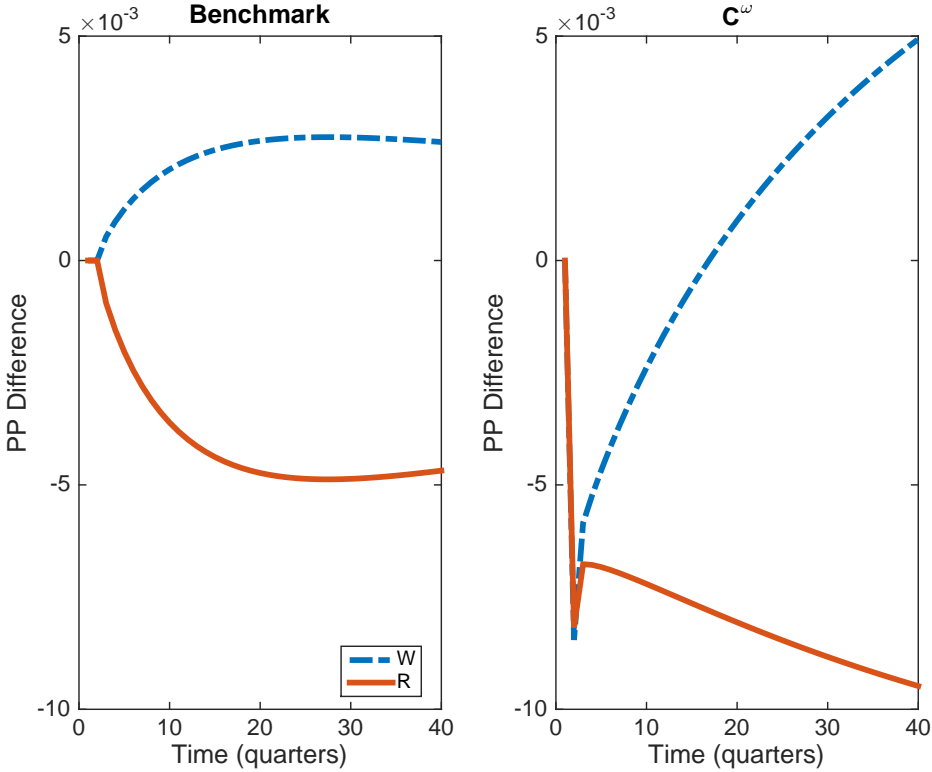 Benchmark
×10⁻³
5
0
-5
-10
PP Difference
0
10
20
30
40
Time (quarters)
W
R
C^ω
×10⁻³
5
0
-5
-10
PP Difference
0
10
20
30
40
Time (quarters)